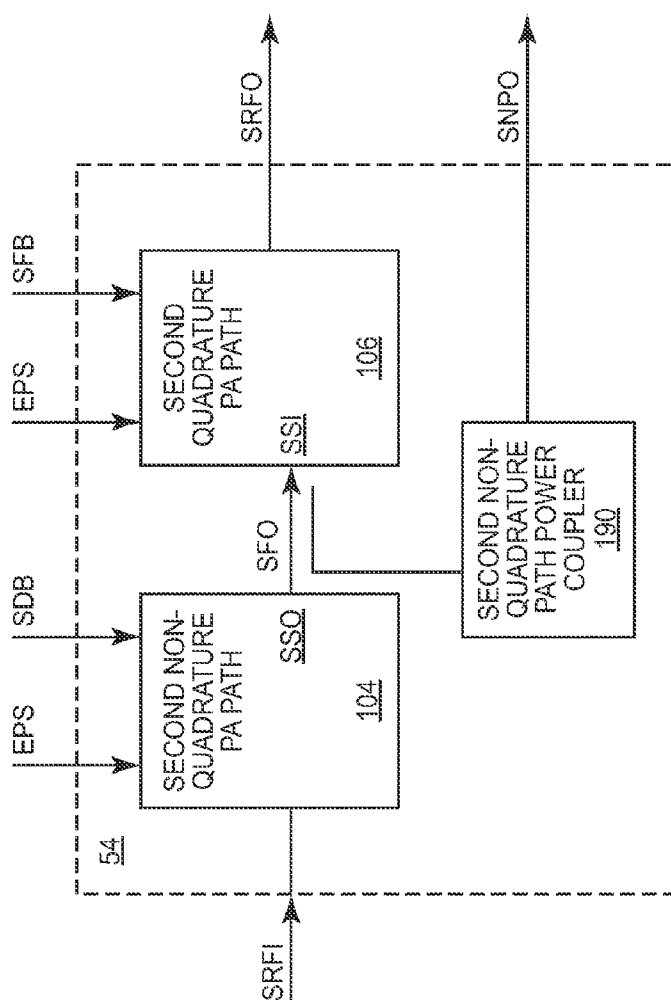 EPS
SDB
EPS
SFB
54
SRFI
SECOND NON-
QUADRATURE
PA PATH
SSO
104
SFO
SECOND
QUADRATURE
PA PATH
SSI
106
SRFO
SECOND NON-
QUADRATURE
PATH POWER
COUPLER
190
SNPO